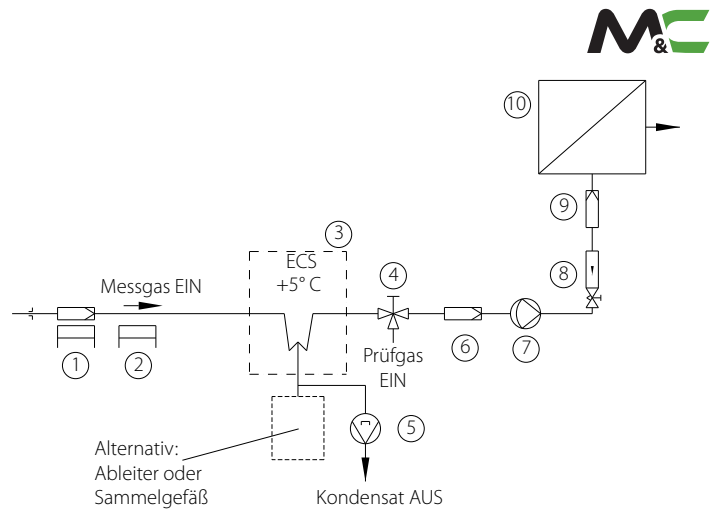 M&C
10
9
3
ECS
+5° C
4
8
Messgas EIN
1
2
Prüfgas
EIN
6
7
5
Alternativ:
Ableiter oder
Sammelgefäß
Kondensat AUS